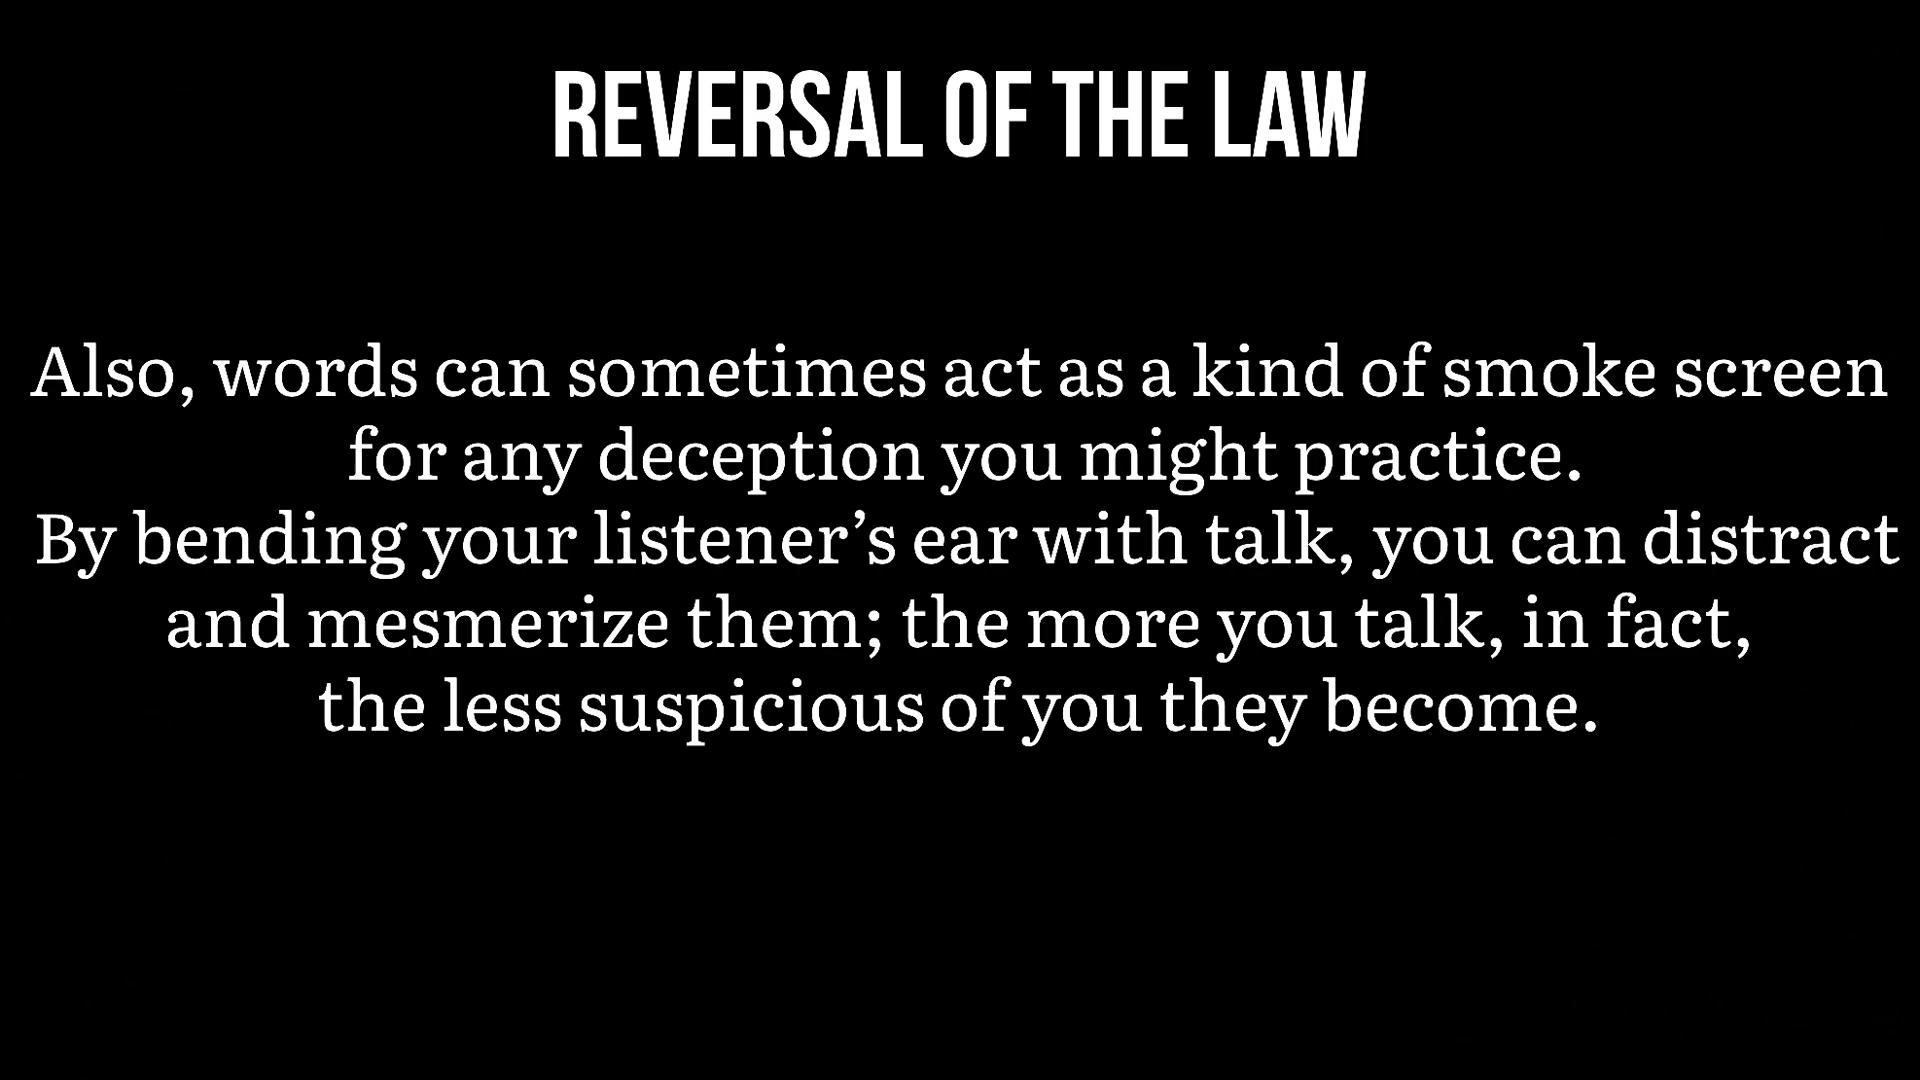 REVERSAL OF THE LAW
Also, words can sometimes act as a kind of smoke screen
for any deception you might practice.
By bending your listener’s ear with talk, you can distract
and mesmerize them; the more you talk, in fact,
the less suspicious of you they become.